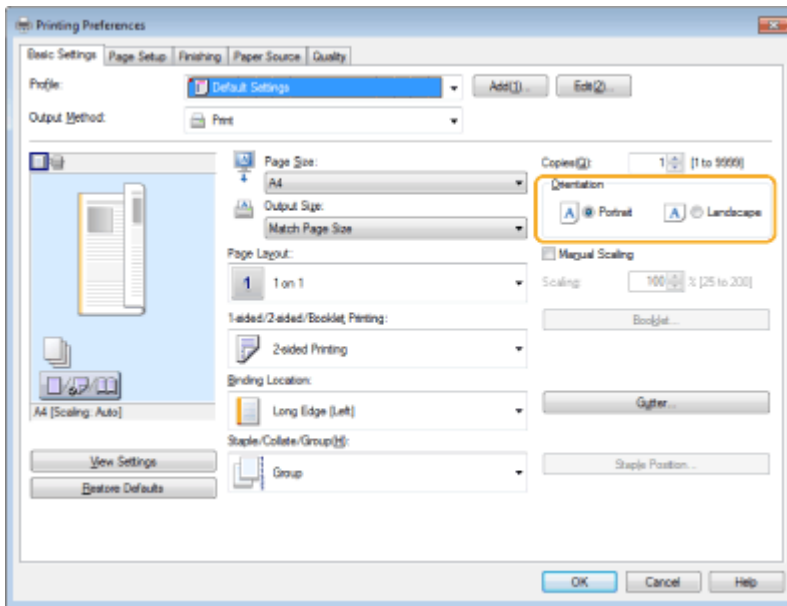 Printing Preferences
Basic Settings Page Setup Finishing Paper Source Quality
Profile: Default Settings Add(1)... Edit(2)...
Output Method: Print
Page Size: Copies(Q): 1 [1 to 9999]
A4 Orientation
Output Size: A Portrait A Landscape
Match Page Size
Page Layout: Manual Scaling
1 1 on 1 Scaling: 100 % [25 to 200]
1-sided/2-sided/Booklet Printing: Booklet...
2-sided Printing
Binding Location:
A4 [Scaling: Auto] Long Edge (Left) Gutter...
Staple/Collate/Group(H):
View Settings Group Staple Position...
Restore Defaults
OK Cancel Help